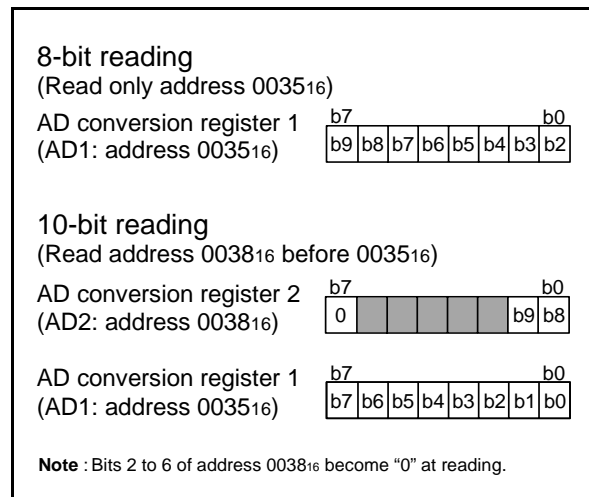 8-bit reading
(Read only address 003516)
AD conversion register 1
(AD1: address 003516)
b7 b0
b9 b8 b7 b6 b5 b4 b3 b2
10-bit reading
(Read address 003816 before 003516)
AD conversion register 2
(AD2: address 003816)
b7 b0
0 b9 b8
AD conversion register 1
(AD1: address 003516)
b7 b0
b7 b6 b5 b4 b3 b2 b1 b0
Note : Bits 2 to 6 of address 003816 become “0” at reading.